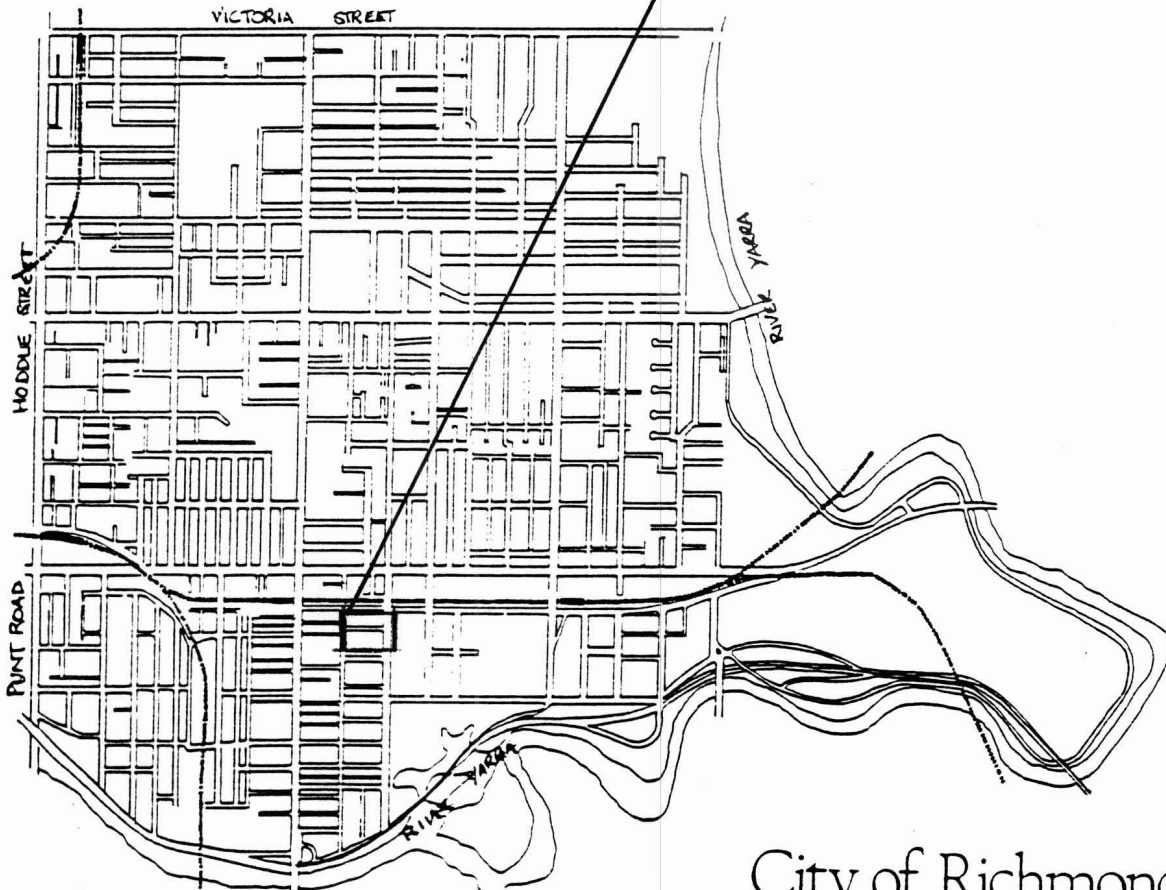 VICTORIA STREET
HODDLE STREET
RIVER YARRA
PUNT ROAD
RIVER YARRA
City of Richmond